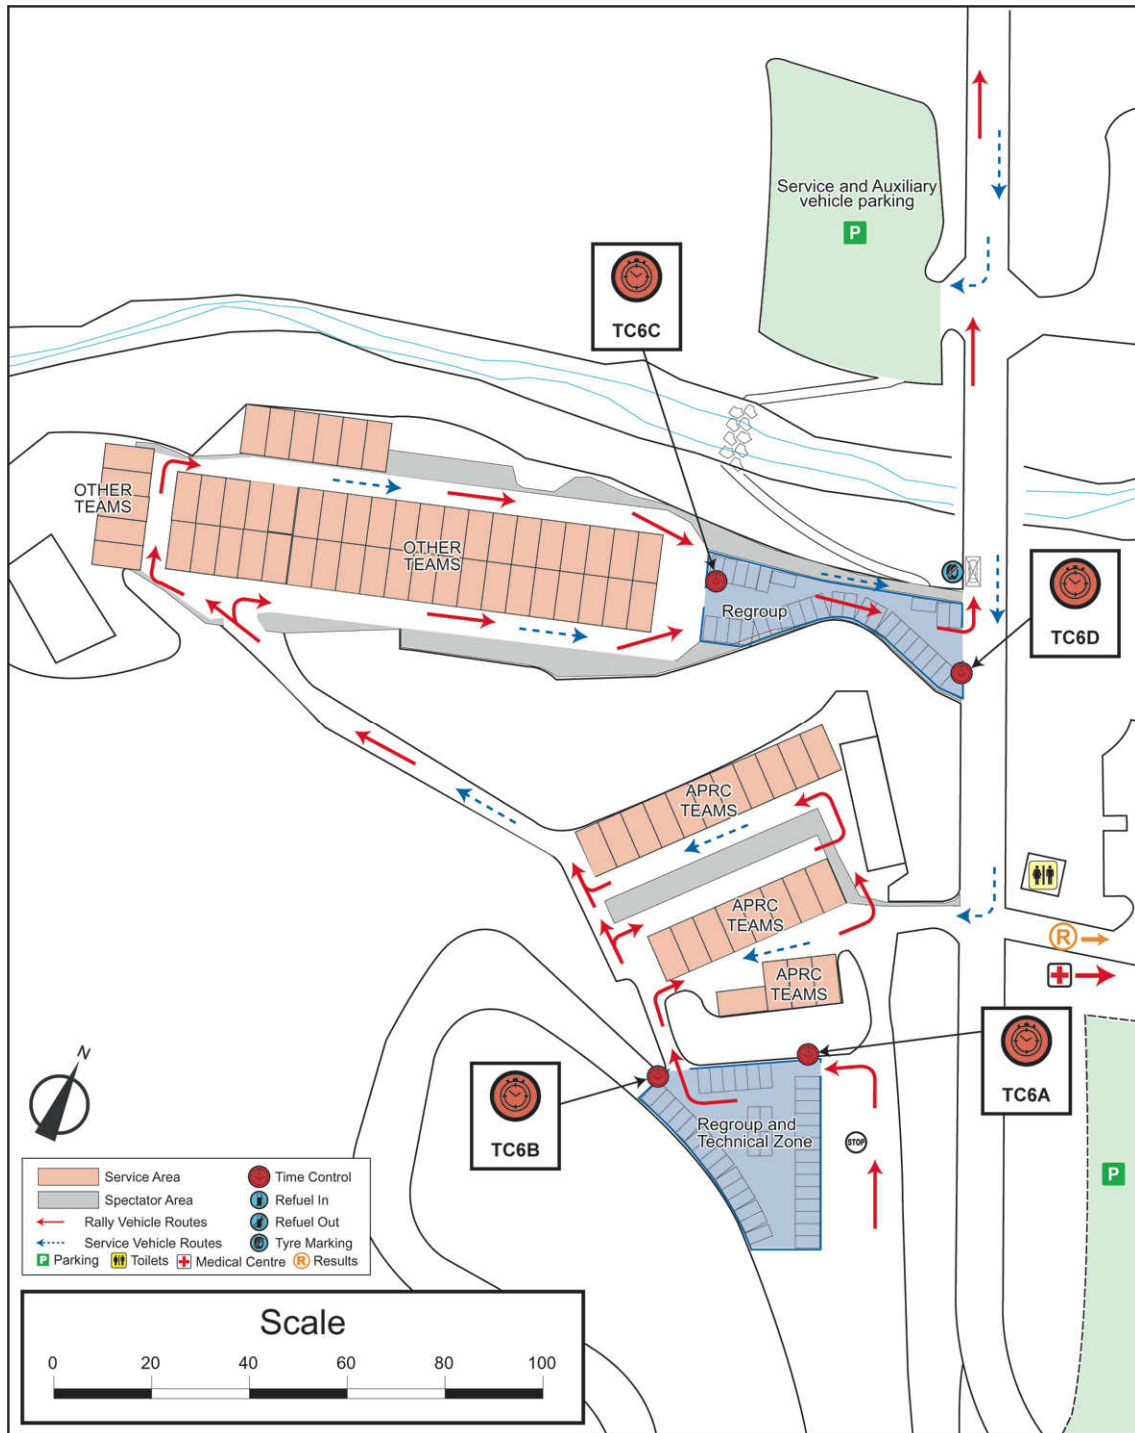 Service and Auxiliary
vehicle parking
P
TC6C
OTHER
TEAMS
OTHER
TEAMS
Regroup
TC6D
APRC
TEAMS
APRC
TEAMS
APRC
TEAMS
R
TC6A
N
TC6B
Regroup and
Technical Zone
STOP
P
Service Area
Time Control
Spectator Area
Refuel In
Rally Vehicle Routes
Refuel Out
Service Vehicle Routes
Tyre Marking
P Parking
Toilets
Medical Centre
R Results
Scale
0 20 40 60 80 100